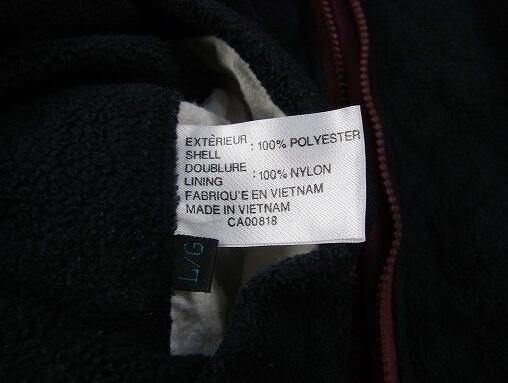 EXTÉRIEUR : 100% POLYESTER
SHELL
DOUBLURE : 100% NYLON
LINING
FABRIQU'E EN VIETNAM
MADE IN VIETNAM
CA00818
L/G